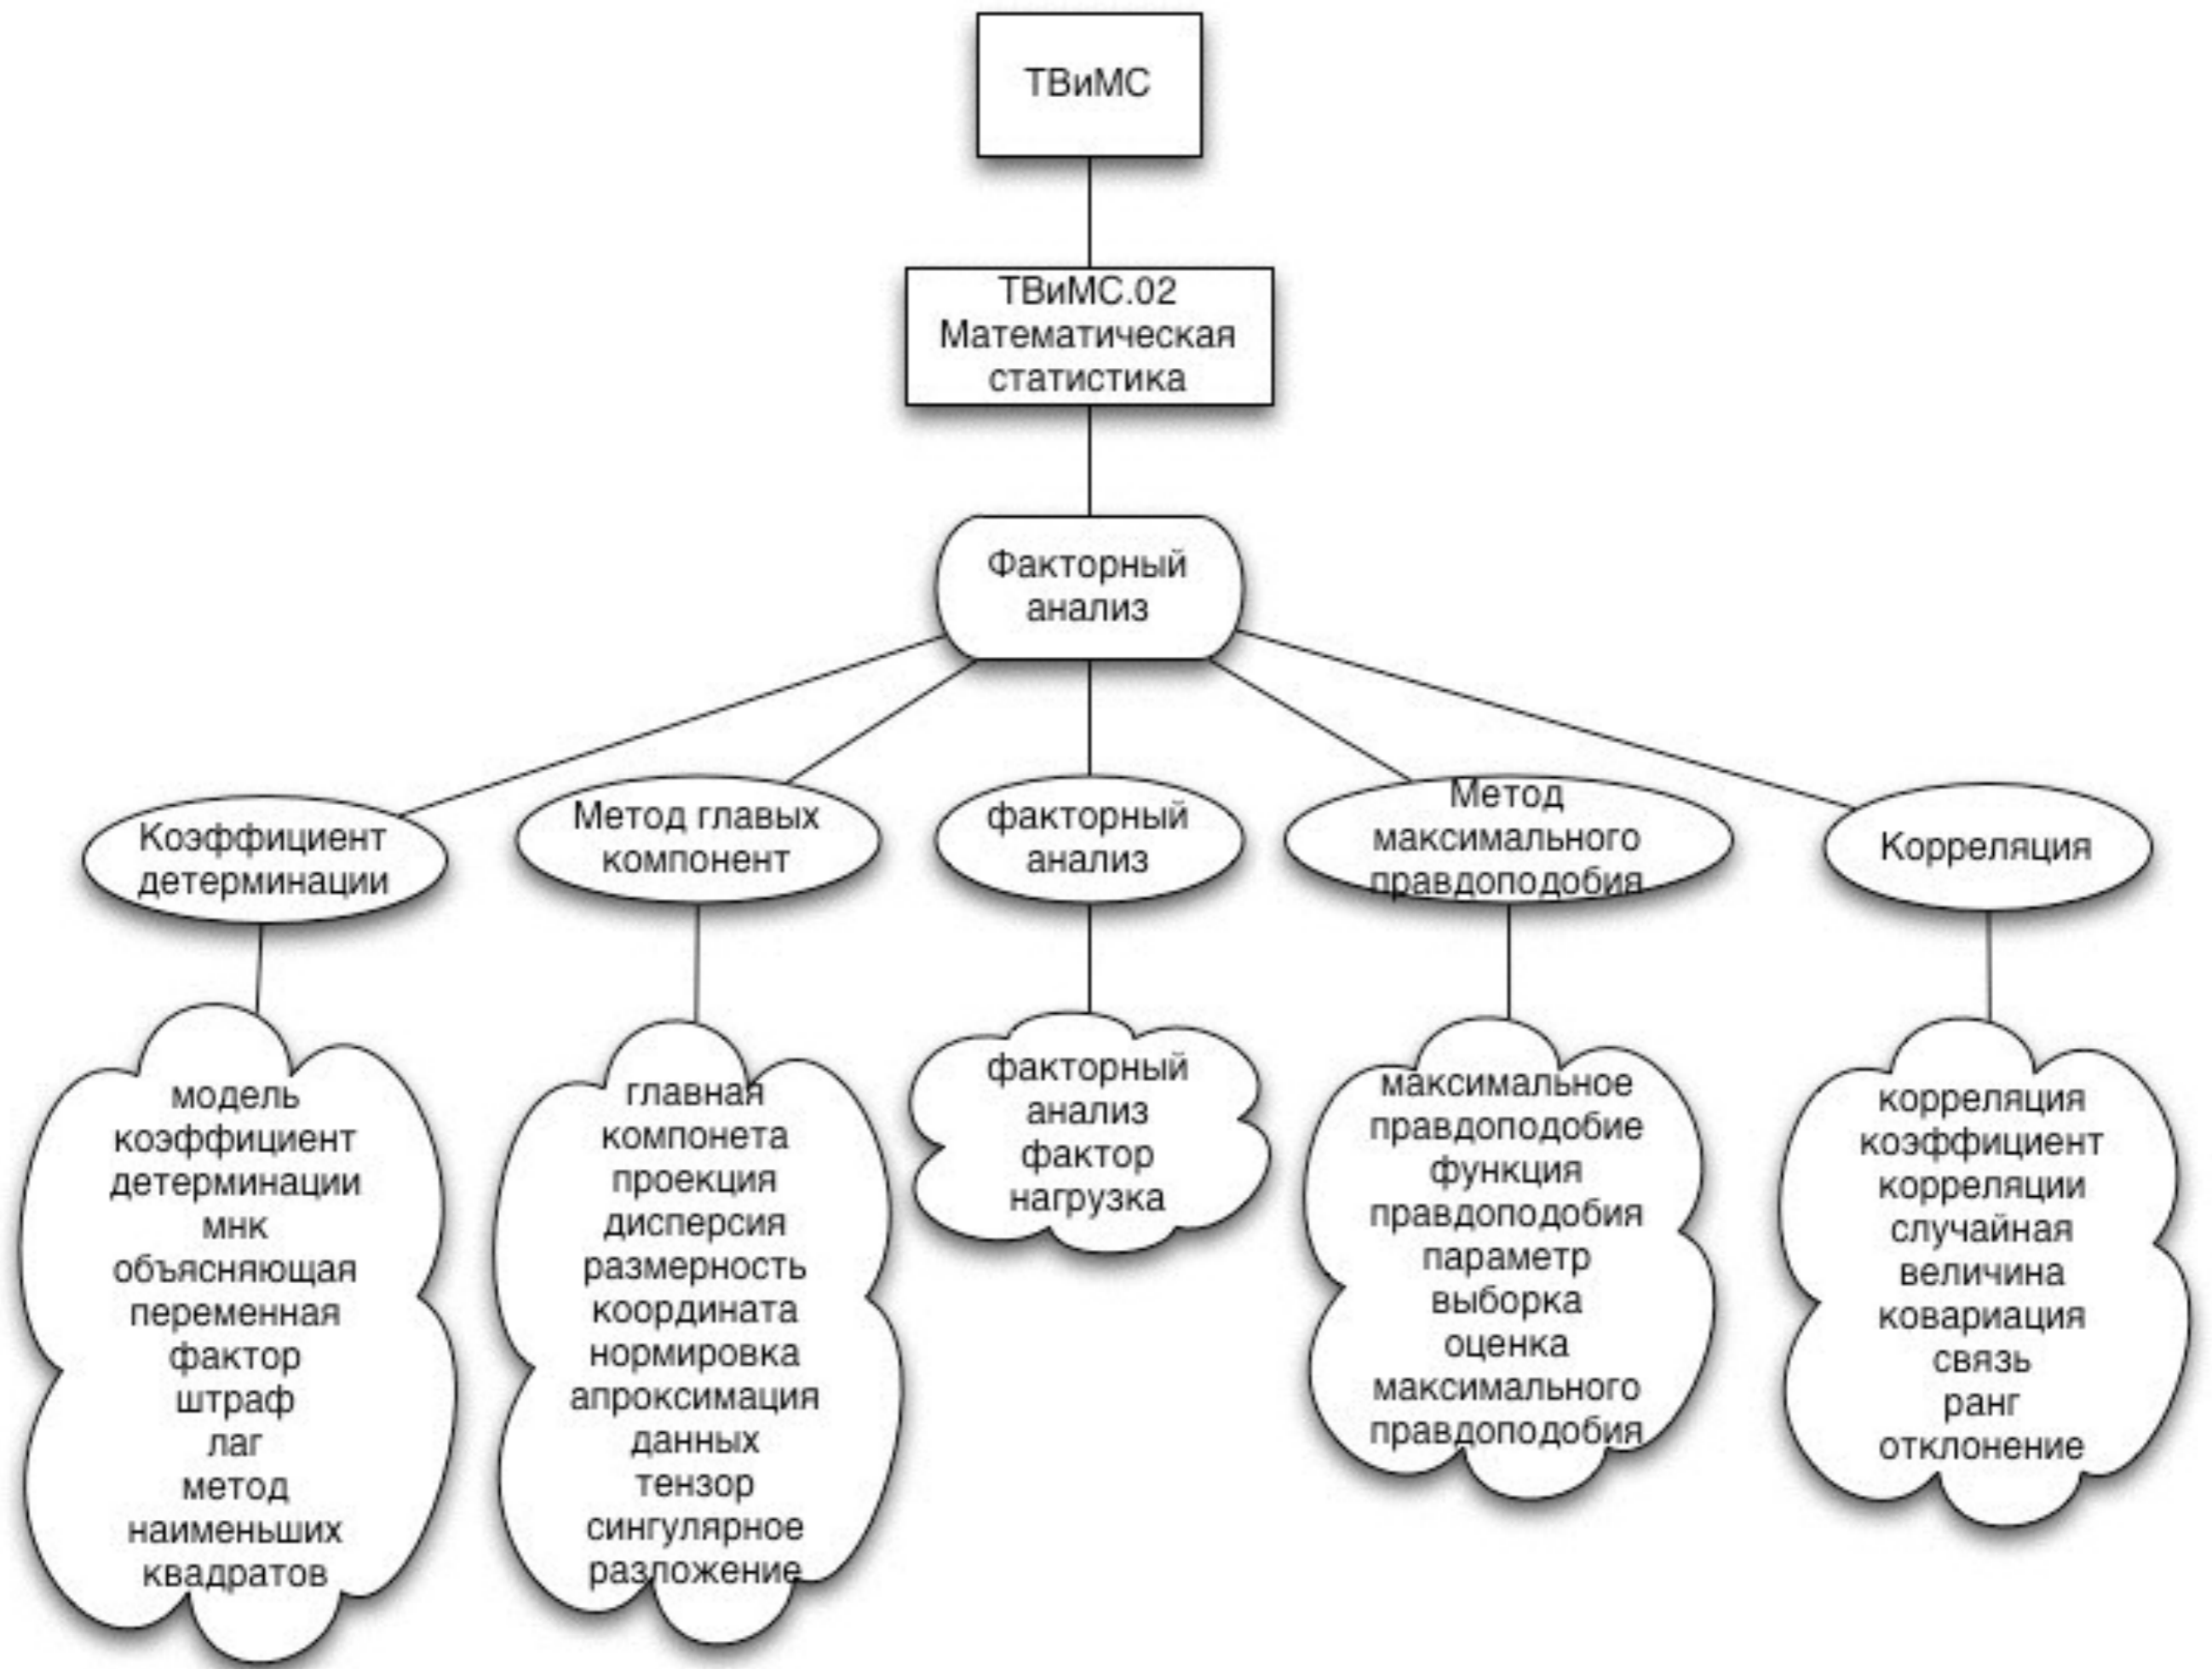 ТВиМС
ТВиМС.02
Математическая
статистика
Факторный
анализ
Коэффициент
детерминации
Метод главых
компонент
факторный
анализ
Метод
максимального
правдоподобия
Корреляция
модель
коэффициент
детерминации
мнк
объясняющая
переменная
фактор
штраф
лаг
метод
наименьших
квадратов
главная
компонета
проекция
дисперсия
размерность
координата
нормировка
апроксимация
данных
тензор
сингулярное
разложение
факторный
анализ
фактор
нагрузка
максимальное
правдоподобие
функция
правдоподобия
параметр
выборка
оценка
максимального
правдоподобия
корреляция
коэффициент
корреляции
случайная
величина
ковариация
связь
ранг
отклонение